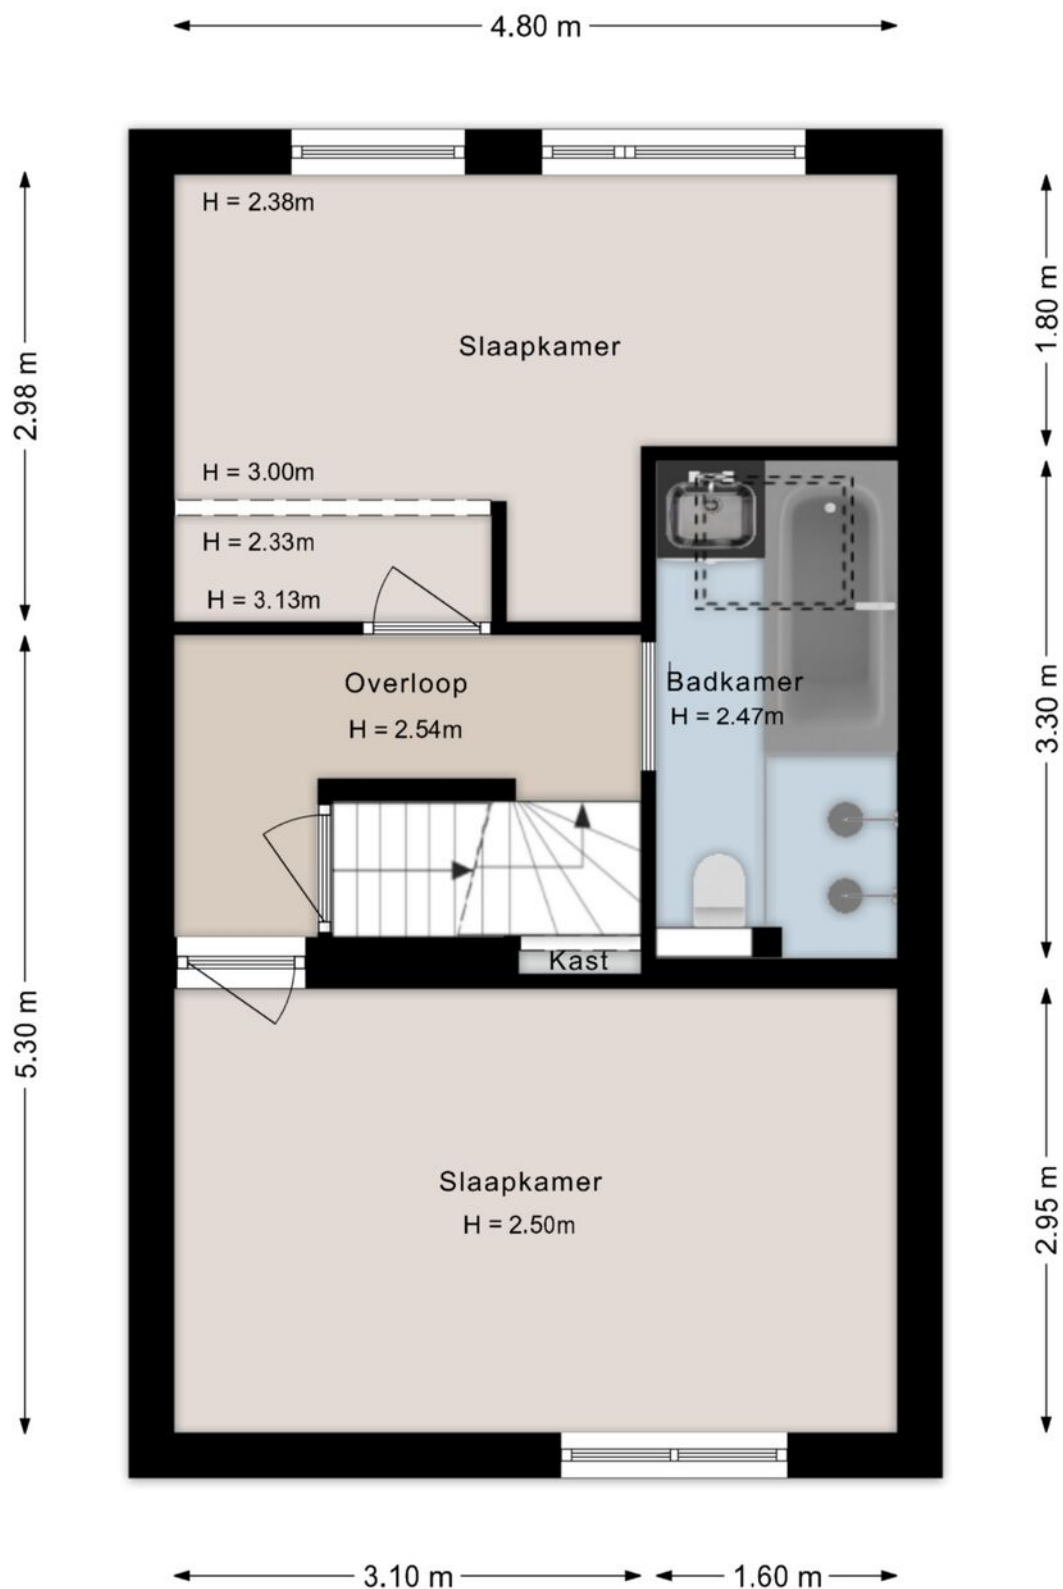 4.80 m
H = 2.38m
1.80 m
Slaapkamer
2.98 m
H = 3.00m
H = 2.33m
H = 3.13m
Overloop
H = 2.54m
Badkamer
H = 2.47m
3.30 m
Kast
5.30 m
Slaapkamer
H = 2.50m
2.95 m
3.10 m
1.60 m